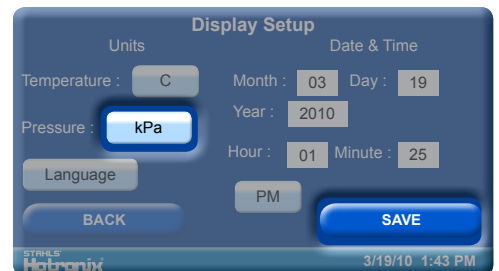 Display Setup
Units
Date & Time
Temperature : C
Month : 03 Day : 19
Year : 2010
Pressure : kPa
Hour : 01 Minute : 25
Language
PM
BACK
SAVE
STAHLS'
Hotronix
3/19/10 1:43 PM